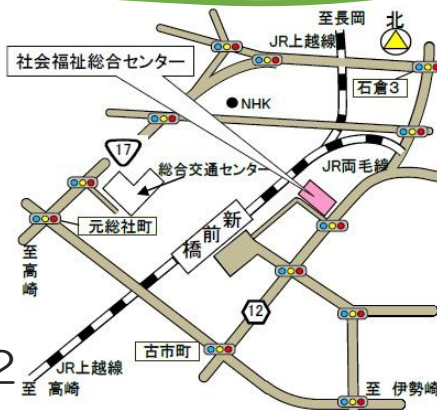 至長岡
北
JR上越線
社会福祉総合センター
石倉3
NHK
17
総合交通センター
JR両毛線
元総社町
新前橋
至高崎
12
古市町
2
JR上越線
至 高崎
至 伊勢崎